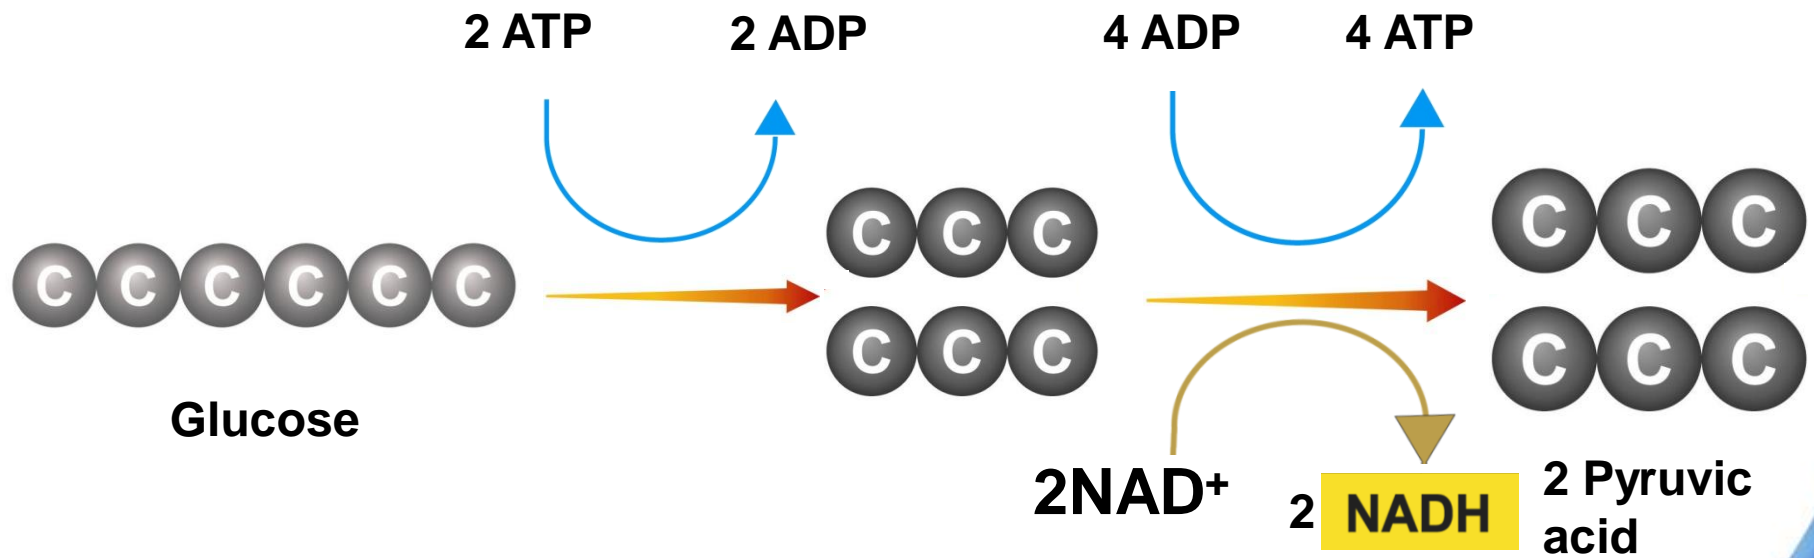 2 ATP 2 ADP 4 ADP 4 ATP
C C C C C C
C C C
C C C
C C C
C C C
Glucose
2NAD⁺
2 NADH
2 Pyruvic
acid